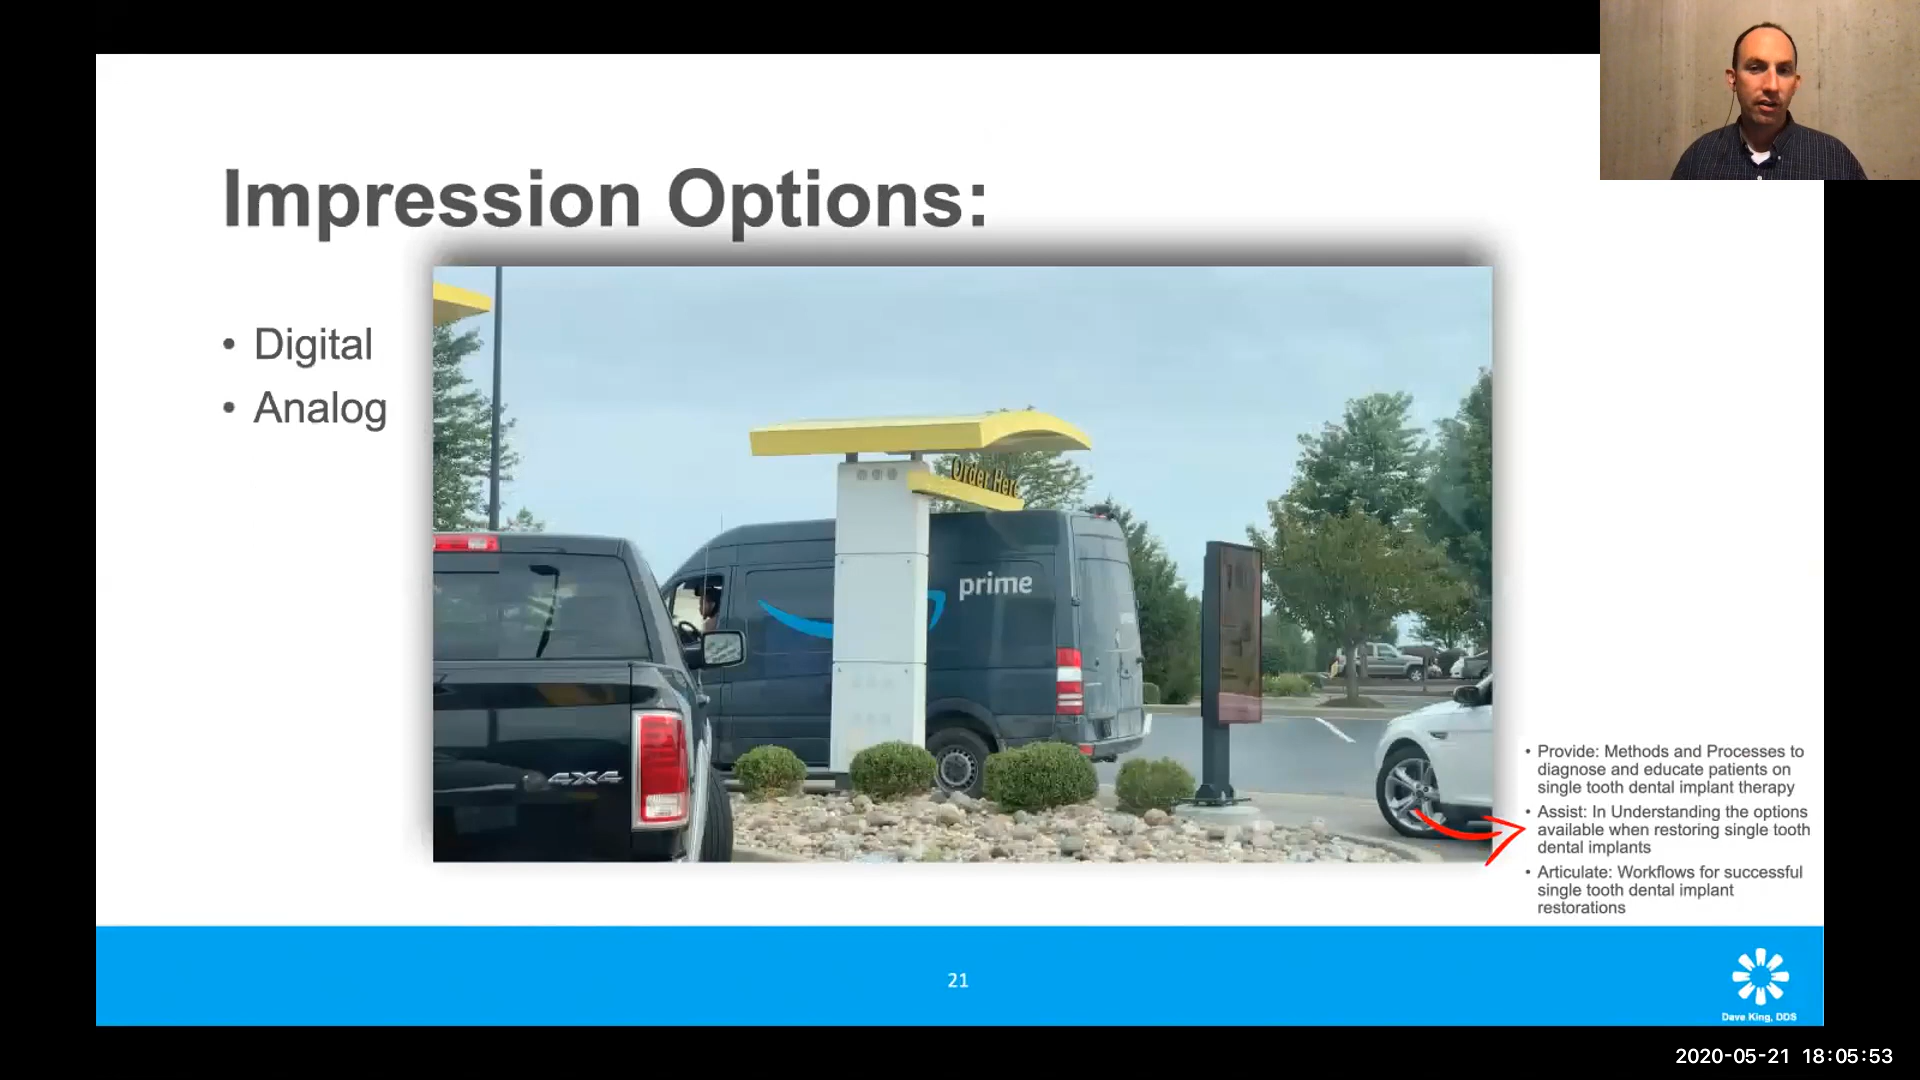 Impression Options:
• Digital
• Analog
Order Here
prime
4X4
• Provide: Methods and Processes to
diagnose and educate patients on
single tooth dental implant therapy
• Assist: In Understanding the options
available when restoring single tooth
dental implants
• Articulate: Workflows for successful
single tooth dental implant
restorations
21
Dave King, DDS
2020-05-21 18:05:53